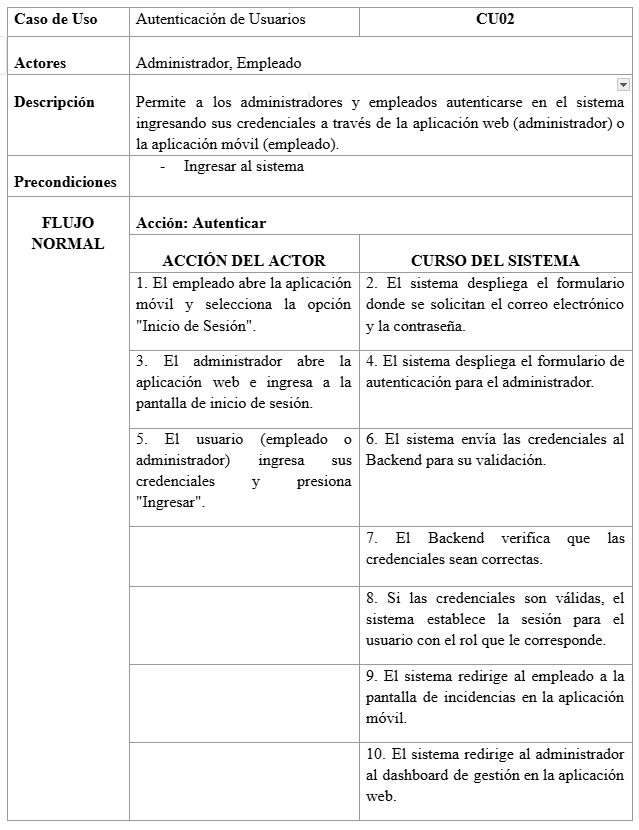 Caso de Uso
Autenticación de Usuarios
CU02
Actores
Administrador, Empleado
Descripción
Permite a los administradores y empleados autenticarse en el sistema
ingresando sus credenciales a través de la aplicación web (administrador) o
la aplicación móvil (empleado).
Precondiciones
- Ingresar al sistema
FLUJO
NORMAL
Acción: Autenticar
ACCIÓN DEL ACTOR
CURSO DEL SISTEMA
1. El empleado abre la aplicación
móvil y selecciona la opción
"Inicio de Sesión".
2. El sistema despliega el formulario
donde se solicitan el correo electrónico
y la contraseña.
3. El administrador abre la
aplicación web e ingresa a la
pantalla de inicio de sesión.
4. El sistema despliega el formulario de
autenticación para el administrador.
5. El usuario (empleado o
administrador) ingresa sus
credenciales y presiona
"Ingresar".
6. El sistema envía las credenciales al
Backend para su validación.
7. El Backend verifica que las
credenciales sean correctas.
8. Si las credenciales son válidas, el
sistema establece la sesión para el
usuario con el rol que le corresponde.
9. El sistema redirige al empleado a la
pantalla de incidencias en la aplicación
móvil.
10. El sistema redirige al administrador
al dashboard de gestión en la aplicación
web.